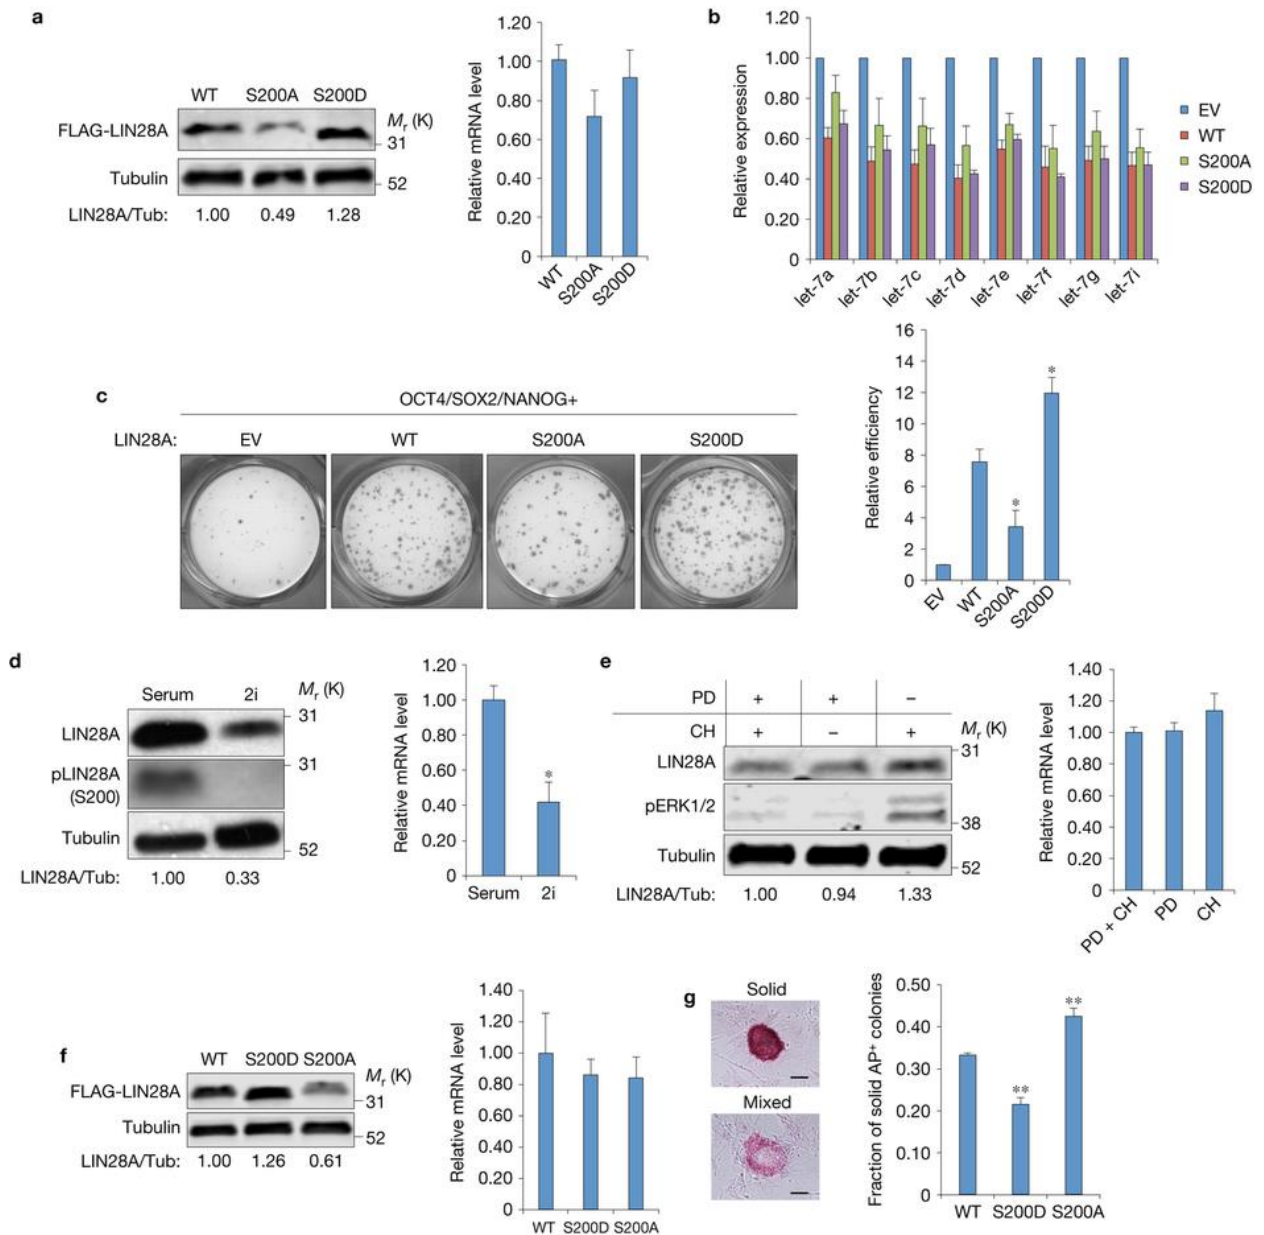 a
WT S200A S200D
Mr (K)
FLAG-LIN28A
31
Tubulin
52
LIN28A/Tub: 1.00 0.49 1.28
Relative mRNA level
1.20
1.00
0.80
0.60
0.40
0.20
0
WT S200A S200D
b
Relative expression
1.20
1.00
0.80
0.60
0.40
0.20
0
let-7a let-7b let-7c let-7d let-7e let-7f let-7g let-7i
EV
WT
S200A
S200D
c
OCT4/SOX2/NANOG+
LIN28A: EV WT S200A S200D
Relative efficiency
16
14
12
10
8
6
4
2
0
*
*
EV WT S200A S200D
d
Serum 2i
Mr (K)
31
LIN28A
31
pLIN28A
(S200)
Tubulin
52
LIN28A/Tub: 1.00 0.33
Relative mRNA level
1.20
1.00
0.80
0.60
0.40
0.20
0
*
Serum 2i
e
PD + + –
CH + – +
Mr (K)
31
LIN28A
pERK1/2
38
Tubulin
52
LIN28A/Tub: 1.00 0.94 1.33
Relative mRNA level
1.40
1.20
1.00
0.80
0.60
0.40
0.20
0
PD + CH PD CH
f
WT S200D S200A
Mr (K)
FLAG-LIN28A
31
Tubulin
52
LIN28A/Tub: 1.00 1.26 0.61
Relative mRNA level
1.40
1.20
1.00
0.80
0.60
0.40
0.20
0
WT S200D S200A
g
Solid
Mixed
Fraction of solid AP+ colonies
0.50
0.40
0.30
0.20
0.10
0
**
**
WT S200D S200A